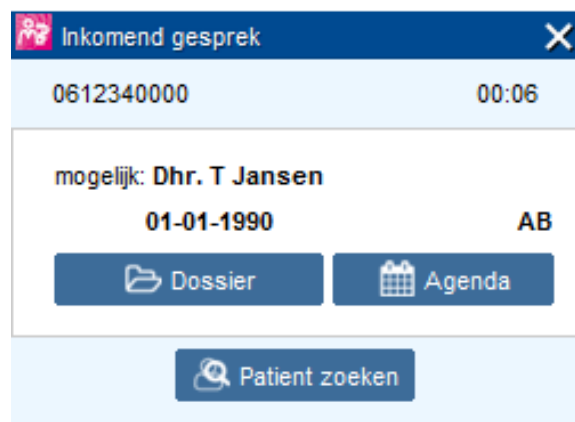 Inkomend gesprek
0612340000 00:06
mogelijk: Dhr. T Jansen
01-01-1990 AB
Dossier Agenda
Patient zoeken